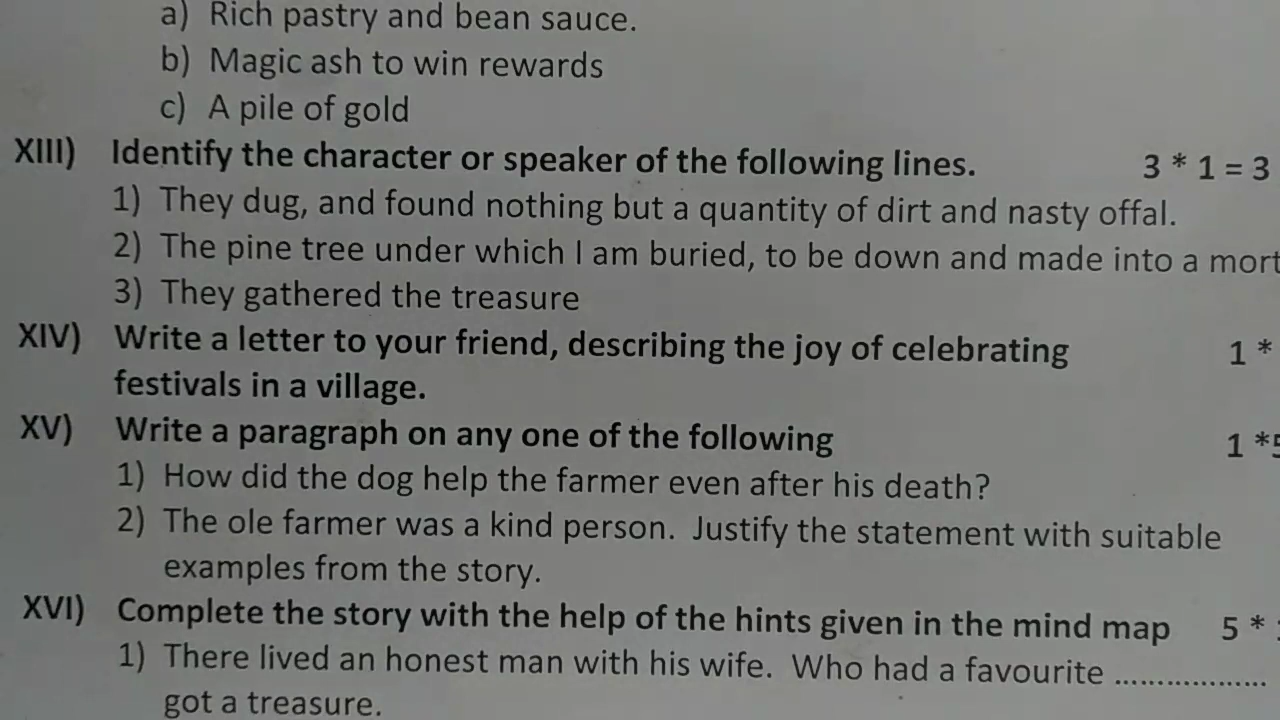 a) Rich pastry and bean sauce.
b) Magic ash to win rewards
c) A pile of gold
XIII) Identify the character or speaker of the following lines. 3 * 1 = 3
1) They dug, and found nothing but a quantity of dirt and nasty offal.
2) The pine tree under which I am buried, to be down and made into a mort
3) They gathered the treasure
XIV) Write a letter to your friend, describing the joy of celebrating 1 *
festivals in a village.
XV) Write a paragraph on any one of the following 1 *5
1) How did the dog help the farmer even after his death?
2) The ole farmer was a kind person. Justify the statement with suitable
examples from the story.
XVI) Complete the story with the help of the hints given in the mind map 5 *
1) There lived an honest man with his wife. Who had a favourite ..................
got a treasure.